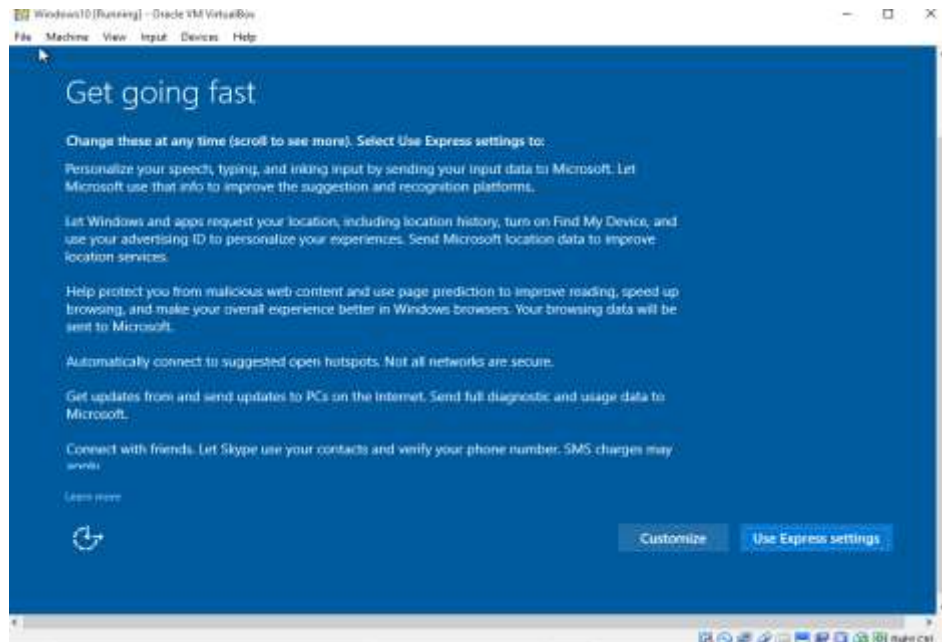 Windows10 [Running] - Oracle VM VirtualBox
File Machine View Input Devices Help
Get going fast
Change these at any time (scroll to see more). Select Use Express settings to:
Personalize your speech, typing, and inking input by sending your input data to Microsoft. Let
Microsoft use that info to improve the suggestion and recognition platforms.
Let Windows and apps request your location, including location history, turn on Find My Device, and
use your advertising ID to personalize your experiences. Send Microsoft location data to improve
location services.
Help protect you from malicious web content and use page prediction to improve reading, speed up
browsing, and make your overall experience better in Windows browsers. Your browsing data will be
sent to Microsoft.
Automatically connect to suggested open hotspots. Not all networks are secure.
Get updates from and send updates to PCs on the Internet. Send full diagnostic and usage data to
Microsoft.
Connect with friends. Let Skype use your contacts and verify your phone number. SMS charges may
Learn more
Customize
Use Express settings